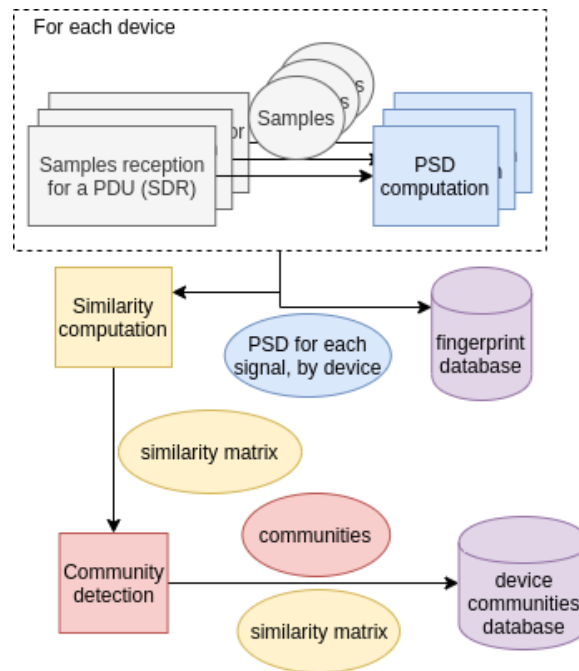 For each device
Samples
s
s
or
Samples reception
for a PDU (SDR)
PSD
computation
n
Similarity
computation
PSD for each
signal, by device
fingerprint
database
similarity matrix
communities
Community
detection
device
communities
database
similarity matrix